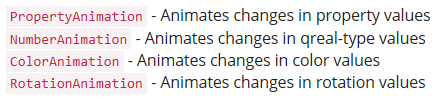 PropertyAnimation - Animates changes in property values
NumberAnimation - Animates changes in qreal-type values
ColorAnimation - Animates changes in color values
RotationAnimation - Animates changes in rotation values